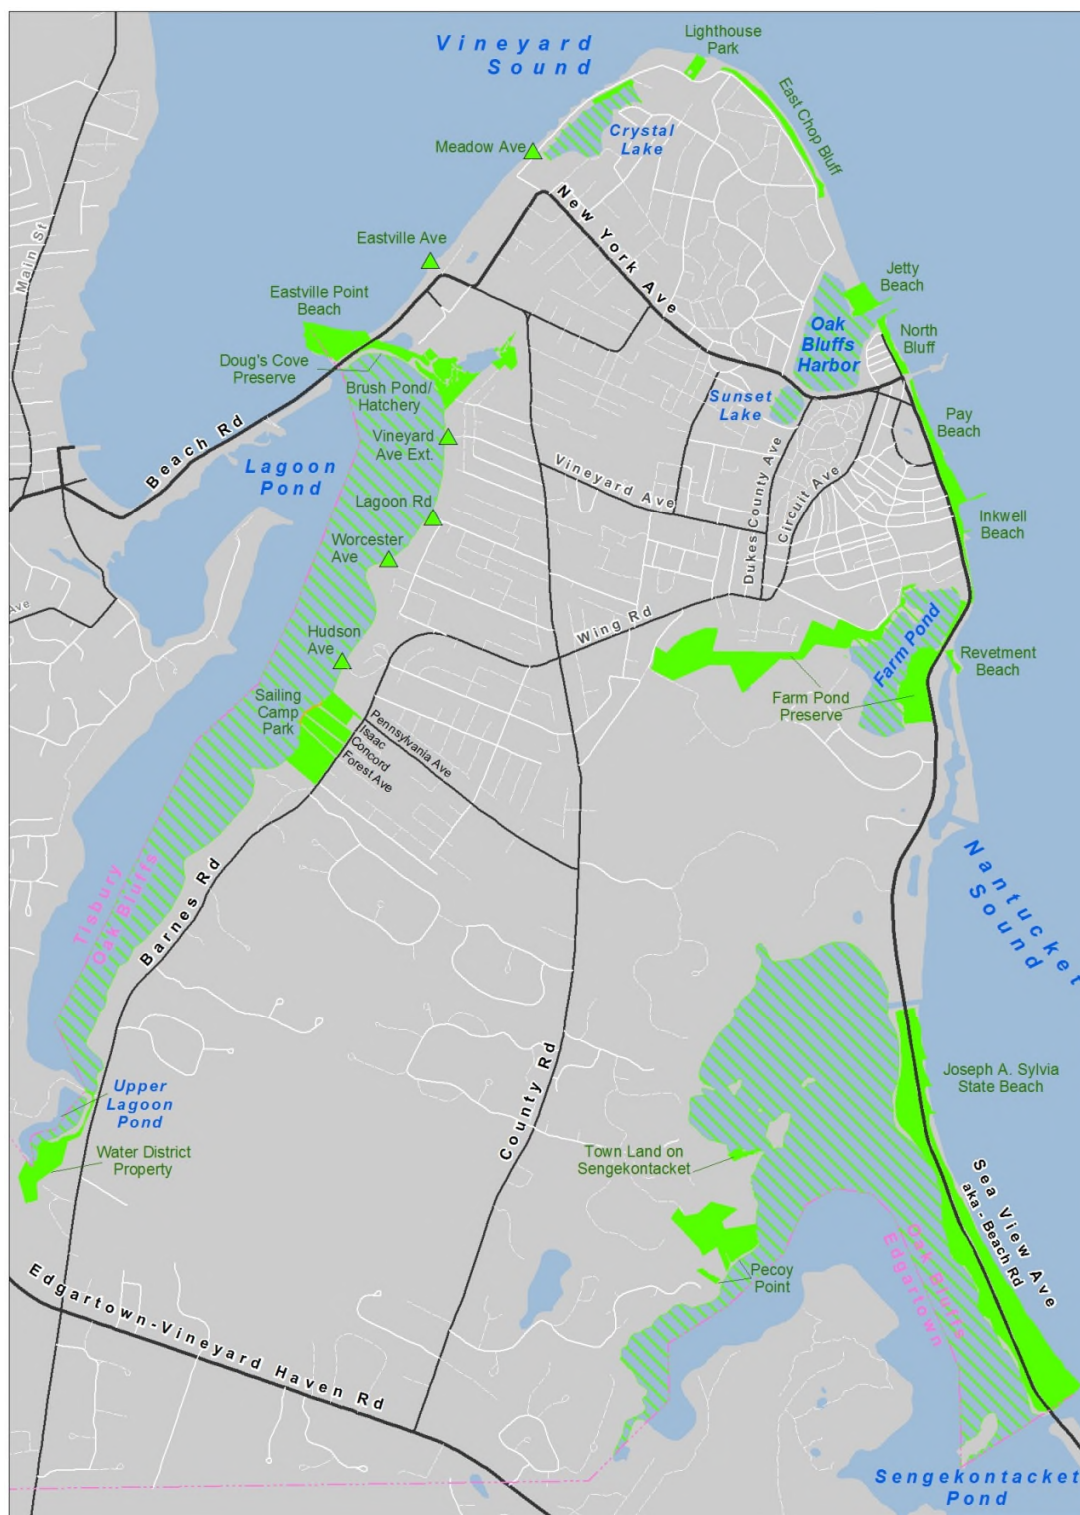 Lighthouse
Park
Vineyard
Sound
East Chop Bluff
Crystal
Lake
Meadow Ave
New York Ave
Main St
Eastville Ave
Jetty
Beach
Eastville Point
Beach
Oak
Bluffs
Harbor
North
Bluff
Doug's Cove
Preserve
Brush Pond/
Hatchery
Sunset
Lake
Pay
Beach
Vineyard
Ave Ext.
Beach Rd
Lagoon
Pond
Vineyard Ave
Dukes County Ave
Circuit Ave
Lagoon Rd
Inkwell
Beach
Worcester
Ave
Ave
Wing Rd
Hudson
Ave
Farm Pond
Revetment
Beach
Sailing
Camp
Park
Farm Pond
Preserve
Pennsylvania Ave
Isaac
Concord
Forest Ave
Tisbury
Oak Bluffs
Barnes Rd
Nantucket
Sound
County Rd
Upper
Lagoon
Pond
Joseph A. Sylvia
State Beach
Water District
Property
Town Land on
Sengekontacket
Sea View Ave
aka - Beach Rd
Oak Bluffs
Edgartown
Pecoy
Point
Edgartown-Vineyard Haven Rd
Sengekontacket
Pond